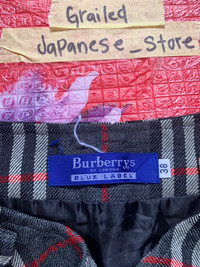 Grailed
Japanese_store
Burberrys
OF LONDON
BLUE LABEL
38